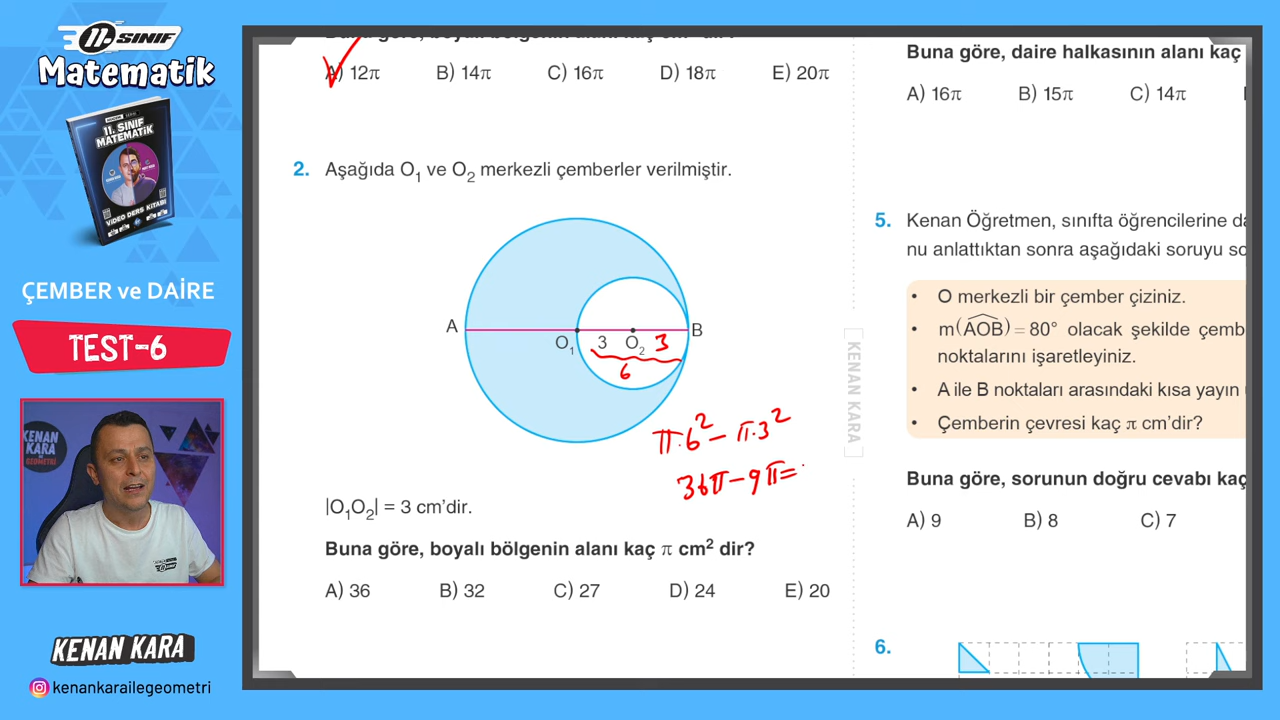 11. SINIF
Matematik
11. SINIF
MATEMATİK
VİDEO DERS KİTABI
ÇEMBER ve DAİRE
TEST-6
KENAN
KARA
GEOMETRİ
KENAN KARA
kenankarailegeometri
A) 12π B) 14π C) 16π D) 18π E) 20π
2. Aşağıda O₁ ve O₂ merkezli çemberler verilmiştir.
A O₁ 3 O₂ 3 B
6
π.6² – π.3²
36π – 9π =
|O₁O₂| = 3 cm'dir.
Buna göre, boyalı bölgenin alanı kaç π cm² dir?
A) 36 B) 32 C) 27 D) 24 E) 20
KENAN KARA
Buna göre, daire halkasının alanı kaç
A) 16π B) 15π C) 14π
5. Kenan Öğretmen, sınıfta öğrencilerine da
nu anlattıktan sonra aşağıdaki soruyu so
• O merkezli bir çember çiziniz.
• m(AOB) = 80° olacak şekilde çemb
noktalarını işaretleyiniz.
• A ile B noktaları arasındaki kısa yayın
• Çemberin çevresi kaç π cm'dir?
Buna göre, sorunun doğru cevabı kaç
A) 9 B) 8 C) 7
6.